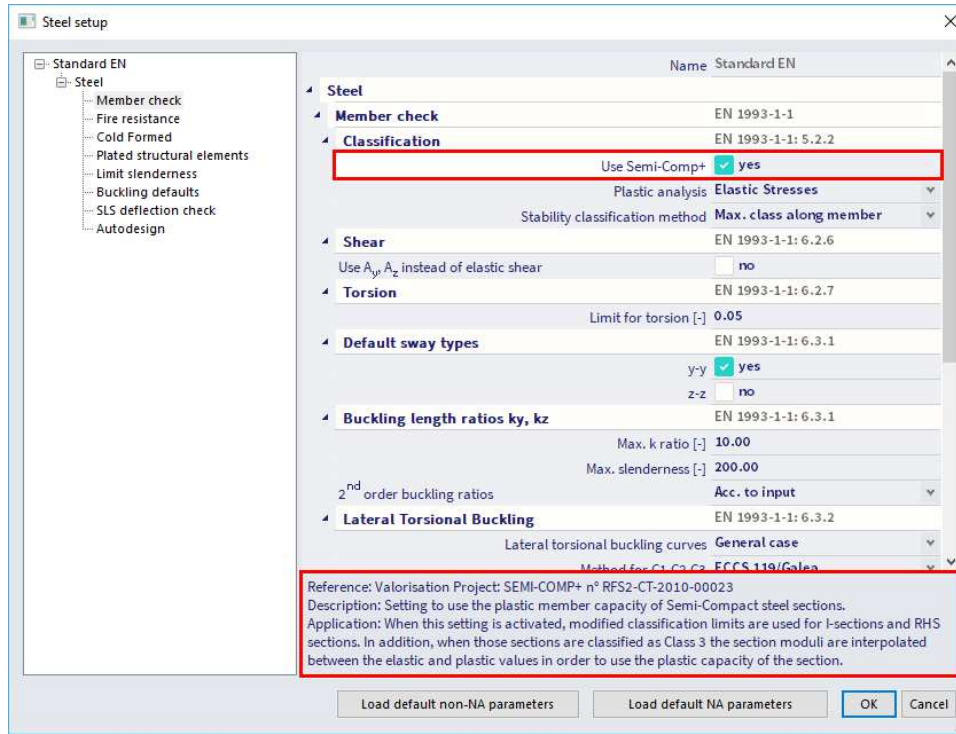 Steel setup
Standard EN
Steel
Member check
Fire resistance
Cold Formed
Plated structural elements
Limit slenderness
Buckling defaults
SLS deflection check
Autodesign
Name Standard EN
Steel
Member check EN 1993-1-1
Classification EN 1993-1-1: 5.2.2
Use Semi-Comp+ yes
Plastic analysis Elastic Stresses
Stability classification method Max. class along member
Shear EN 1993-1-1: 6.2.6
Use Ay, Az instead of elastic shear no
Torsion EN 1993-1-1: 6.2.7
Limit for torsion [-] 0.05
Default sway types EN 1993-1-1: 6.3.1
y-y yes
z-z no
Buckling length ratios ky, kz EN 1993-1-1: 6.3.1
Max. k ratio [-] 10.00
Max. slenderness [-] 200.00
2nd order buckling ratios Acc. to input
Lateral Torsional Buckling EN 1993-1-1: 6.3.2
Lateral torsional buckling curves General case
Method for C1 C2 C3 ECCS 119/Galea
Reference: Valorisation Project: SEMI-COMP+ n° RFS2-CT-2010-00023
Description: Setting to use the plastic member capacity of Semi-Compact steel sections.
Application: When this setting is activated, modified classification limits are used for I-sections and RHS
sections. In addition, when those sections are classified as Class 3 the section moduli are interpolated
between the elastic and plastic values in order to use the plastic capacity of the section.
Load default non-NA parameters Load default NA parameters OK Cancel